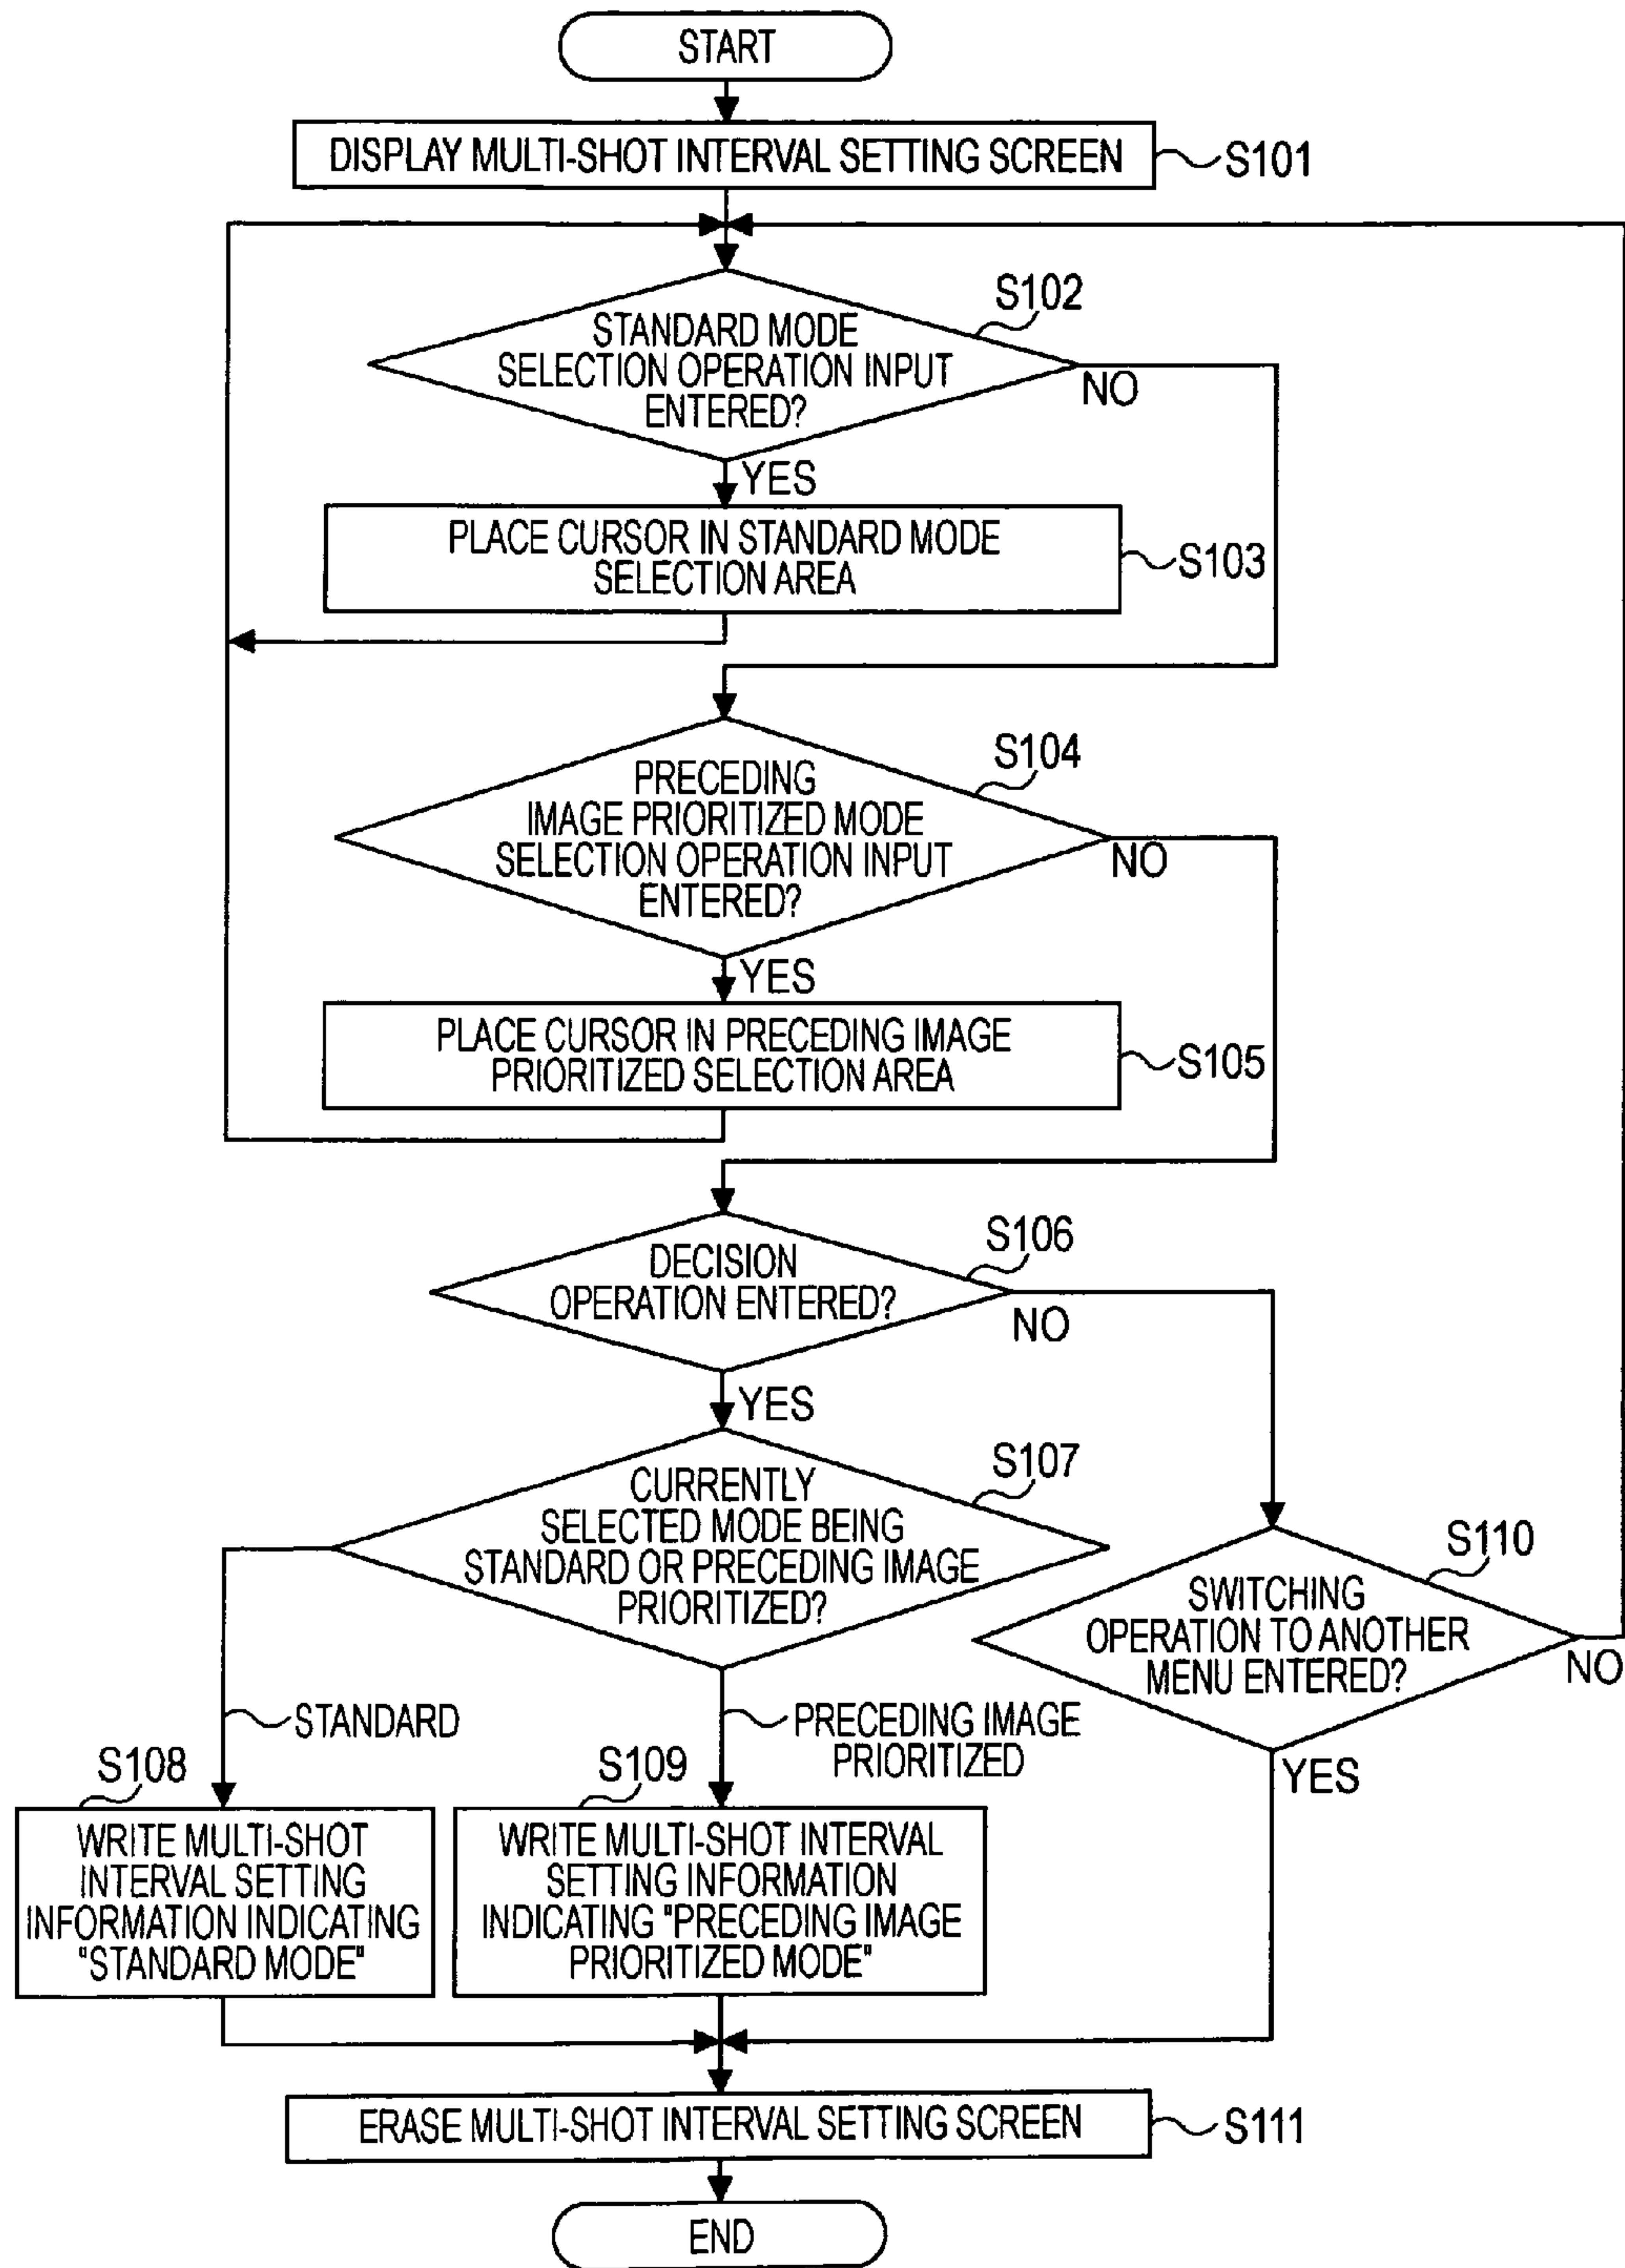 START
DISPLAY MULTI-SHOT INTERVAL SETTING SCREEN
S101
S102
STANDARD MODE
SELECTION OPERATION INPUT
ENTERED?
NO
YES
PLACE CURSOR IN STANDARD MODE
SELECTION AREA
S103
S104
PRECEDING
IMAGE PRIORITIZED MODE
SELECTION OPERATION INPUT
ENTERED?
NO
YES
PLACE CURSOR IN PRECEDING IMAGE
PRIORITIZED SELECTION AREA
S105
S106
DECISION
OPERATION ENTERED?
NO
YES
S107
CURRENTLY
SELECTED MODE BEING
STANDARD OR PRECEDING IMAGE
PRIORITIZED?
S110
SWITCHING
OPERATION TO ANOTHER
MENU ENTERED?
NO
YES
STANDARD
PRECEDING IMAGE
PRIORITIZED
S108
WRITE MULTI-SHOT
INTERVAL SETTING
INFORMATION INDICATING
"STANDARD MODE"
S109
WRITE MULTI-SHOT INTERVAL
SETTING INFORMATION
INDICATING "PRECEDING IMAGE
PRIORITIZED MODE"
ERASE MULTI-SHOT INTERVAL SETTING SCREEN
S111
END